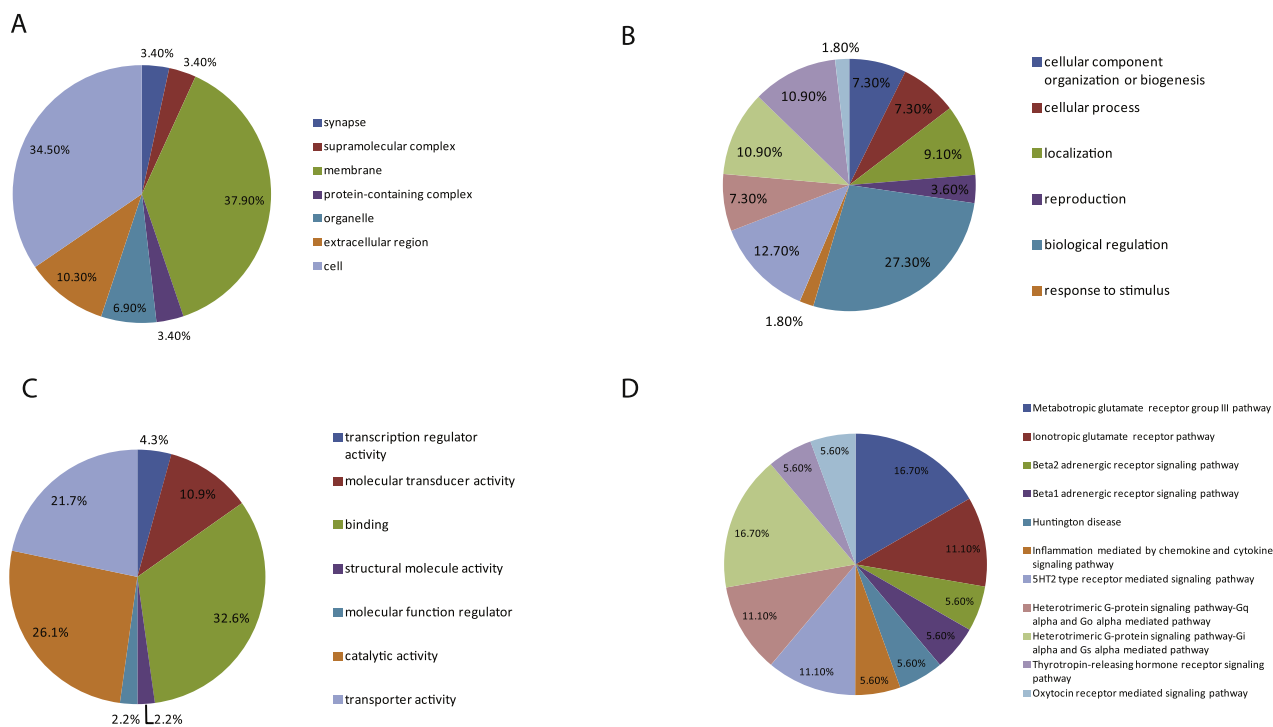 A
3.40%
3.40%
34.50%
37.90%
10.30%
6.90%
3.40%
synapse
supramolecular complex
membrane
protein-containing complex
organelle
extracellular region
cell
B
1.80%
7.30%
10.90%
7.30%
10.90%
9.10%
7.30%
3.60%
12.70%
27.30%
1.80%
cellular component
organization or biogenesis
cellular process
localization
reproduction
biological regulation
response to stimulus
C
4.3%
21.7%
10.9%
26.1%
32.6%
2.2%
2.2%
transcription regulator
activity
molecular transducer activity
binding
structural molecule activity
molecular function regulator
catalytic activity
transporter activity
D
5.60%
5.60%
16.70%
16.70%
11.10%
11.10%
5.60%
5.60%
11.10%
5.60%
5.60%
Metabotropic glutamate receptor group III pathway
Ionotropic glutamate receptor pathway
Beta2 adrenergic receptor signaling pathway
Beta1 adrenergic receptor signaling pathway
Huntington disease
Inflammation mediated by chemokine and cytokine
signaling pathway
5HT2 type receptor mediated signaling pathway
Heterotrimeric G-protein signaling pathway-Gq
alpha and Go alpha mediated pathway
Heterotrimeric G-protein signaling pathway-Gi
alpha and Gs alpha mediated pathway
Thyrotropin-releasing hormone receptor signaling
pathway
Oxytocin receptor mediated signaling pathway